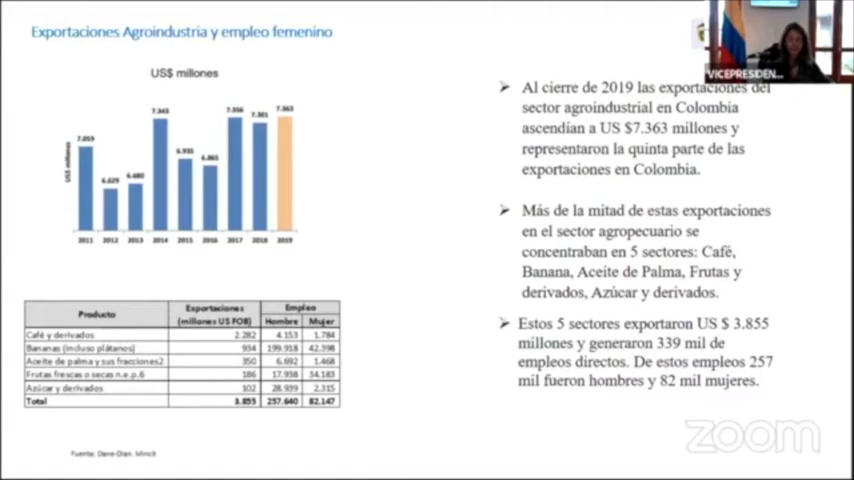 Exportaciones Agroindustria y empleo femenino
US$ millones
US$ millones
7.059
6.629
6.680
7.343
6.935
6.865
7.356
7.301
7.363
2011 2012 2013 2014 2015 2016 2017 2018 2019
Producto Exportaciones (millones US FOB) Empleo
Hombre Mujer
Café y derivados 2.282 4.153 1.784
Bananas (incluso plátanos) 934 199.918 42.398
Aceite de palma y sus fracciones2 350 6.692 1.468
Frutas frescas o secas n.e.p.6 186 17.938 34.183
Azúcar y derivados 102 28.939 2.315
Total 3.855 257.640 82.147
Fuente: Dane-Dian. Mincit
VICEPRESIDEN...
Al cierre de 2019 las exportaciones del
sector agroindustrial en Colombia
ascendían a US $7.363 millones y
representaron la quinta parte de las
exportaciones en Colombia.
Más de la mitad de estas exportaciones
en el sector agropecuario se
concentraban en 5 sectores: Café,
Banana, Aceite de Palma, Frutas y
derivados, Azúcar y derivados.
Estos 5 sectores exportaron US $ 3.855
millones y generaron 339 mil de
empleos directos. De estos empleos 257
mil fueron hombres y 82 mil mujeres.
zoom